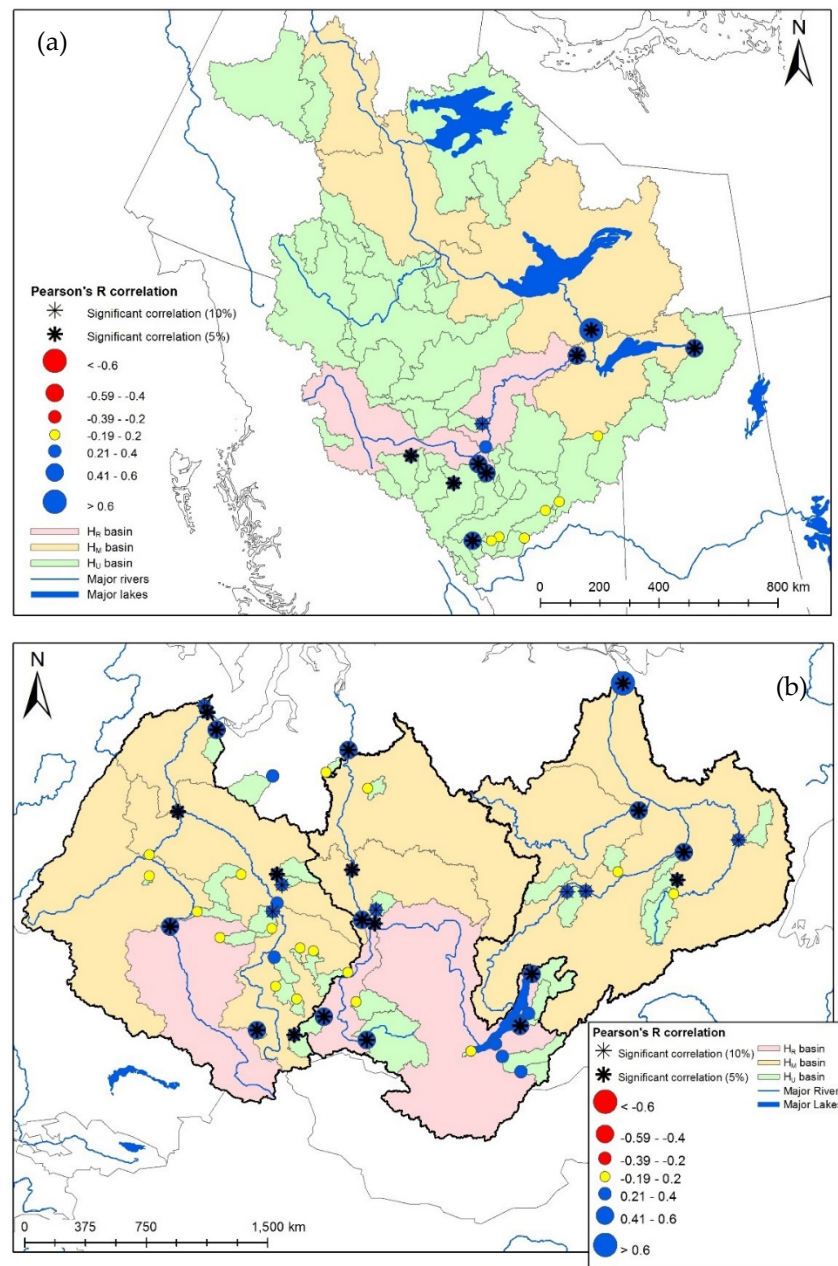 (a)
N
Pearson's R correlation
Significant correlation (10%)
Significant correlation (5%)
< -0.6
-0.59 - -0.4
-0.39 - -0.2
-0.19 - 0.2
0.21 - 0.4
0.41 - 0.6
> 0.6
HR basin
HM basin
HU basin
Major rivers
Major lakes
0 200 400 800 km
N
(b)
Pearson's R correlation
Significant correlation (10%)
Significant correlation (5%)
< -0.6
-0.59 - -0.4
-0.39 - -0.2
-0.19 - 0.2
0.21 - 0.4
0.41 - 0.6
> 0.6
HR basin
HM basin
HU basin
Major River
Major Lakes
0 375 750 1,500 km